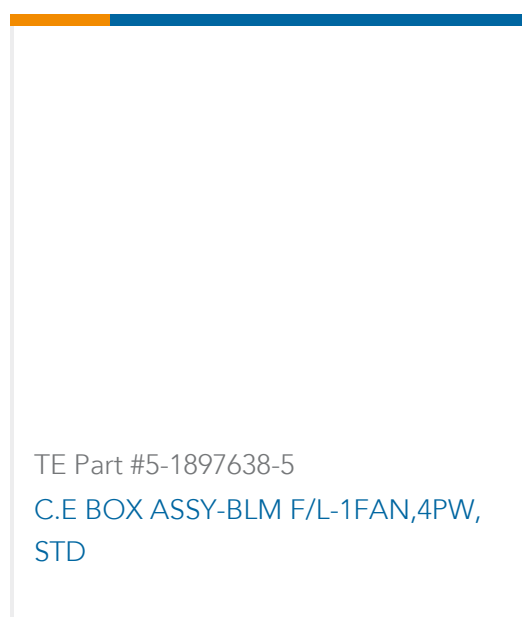 TE Part #5-1897638-5
C.E BOX ASSY-BLM F/L-1FAN,4PW,
STD